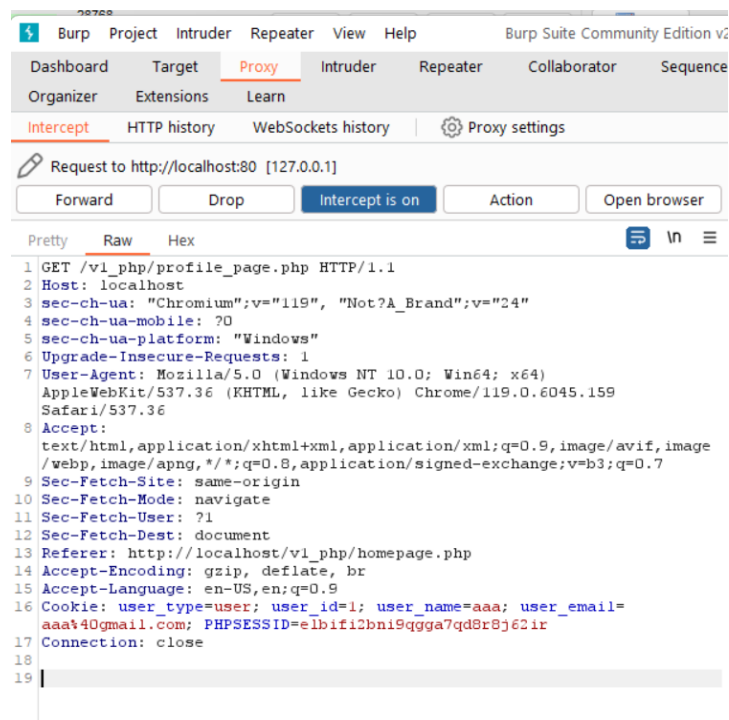 Burp Project Intruder Repeater View Help Burp Suite Community Edition v2
Dashboard Target Proxy Intruder Repeater Collaborator Sequence
Organizer Extensions Learn
Intercept HTTP history WebSockets history Proxy settings
Request to http://localhost:80 [127.0.0.1]
Forward Drop Intercept is on Action Open browser
Pretty Raw Hex \n
1 GET /v1_php/profile_page.php HTTP/1.1
2 Host: localhost
3 sec-ch-ua: "Chromium";v="119", "Not?A_Brand";v="24"
4 sec-ch-ua-mobile: ?0
5 sec-ch-ua-platform: "Windows"
6 Upgrade-Insecure-Requests: 1
7 User-Agent: Mozilla/5.0 (Windows NT 10.0; Win64; x64)
AppleWebKit/537.36 (KHTML, like Gecko) Chrome/119.0.6045.159
Safari/537.36
8 Accept:
text/html,application/xhtml+xml,application/xml;q=0.9,image/avif,image
/webp,image/apng,*/*;q=0.8,application/signed-exchange;v=b3;q=0.7
9 Sec-Fetch-Site: same-origin
10 Sec-Fetch-Mode: navigate
11 Sec-Fetch-User: ?1
12 Sec-Fetch-Dest: document
13 Referer: http://localhost/v1_php/homepage.php
14 Accept-Encoding: gzip, deflate, br
15 Accept-Language: en-US,en;q=0.9
16 Cookie: user_type=user; user_id=1; user_name=aaa; user_email=
aaa%40gmail.com; PHPSESSID=elbifi2bni9qgga7qd8r8j62ir
17 Connection: close
18
19